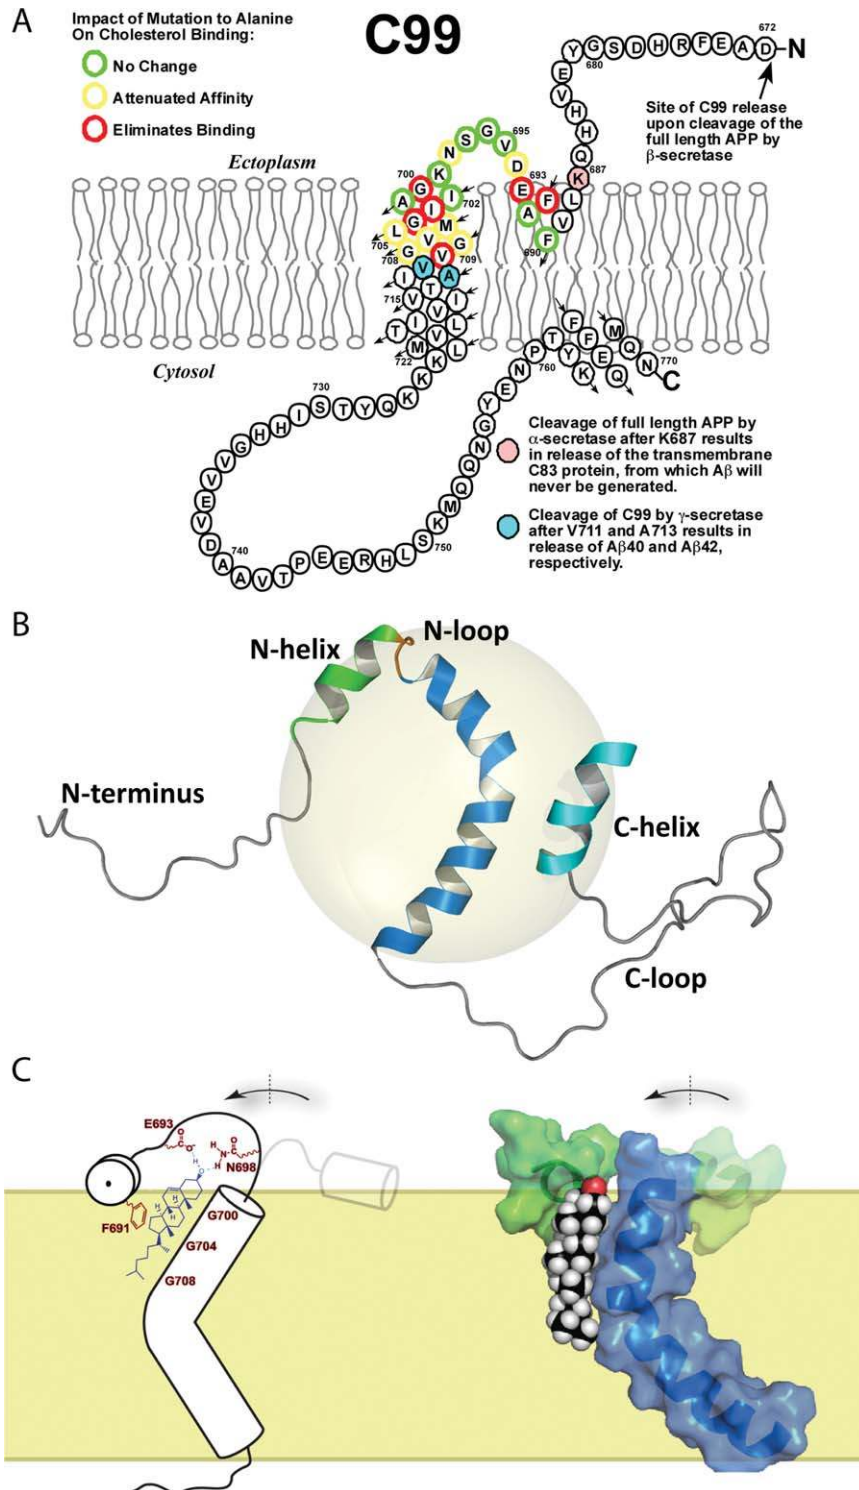 A
C99
Impact of Mutation to Alanine
On Cholesterol Binding:
No Change
Attenuated Affinity
Eliminates Binding
Ectoplasm
Cytosol
672
N
D A E F R H D S G Y
680
E V H H Q K
687
L V F
690
F A E
693
D V
695
G S N K G
700
A I
702
I G M L
705
V V G
708
G V
709
V A I T V
715
I V T I V L M
722
L K K K Q Y T S
730
I H H G V V E V D A
740
A V T P E E R H L S
750
K M Q Q N G Y E N P
760
T Y K F F E Q M Q N
770
C
Site of C99 release
upon cleavage of the
full length APP by
β-secretase
Cleavage of full length APP by
α-secretase after K687 results
in release of the transmembrane
C83 protein, from which Aβ will
never be generated.
Cleavage of C99 by γ-secretase
after V711 and A713 results in
release of Aβ40 and Aβ42,
respectively.
B
N-helix
N-loop
N-terminus
C-helix
C-loop
C
E693
N698
F691
G700
G704
G708